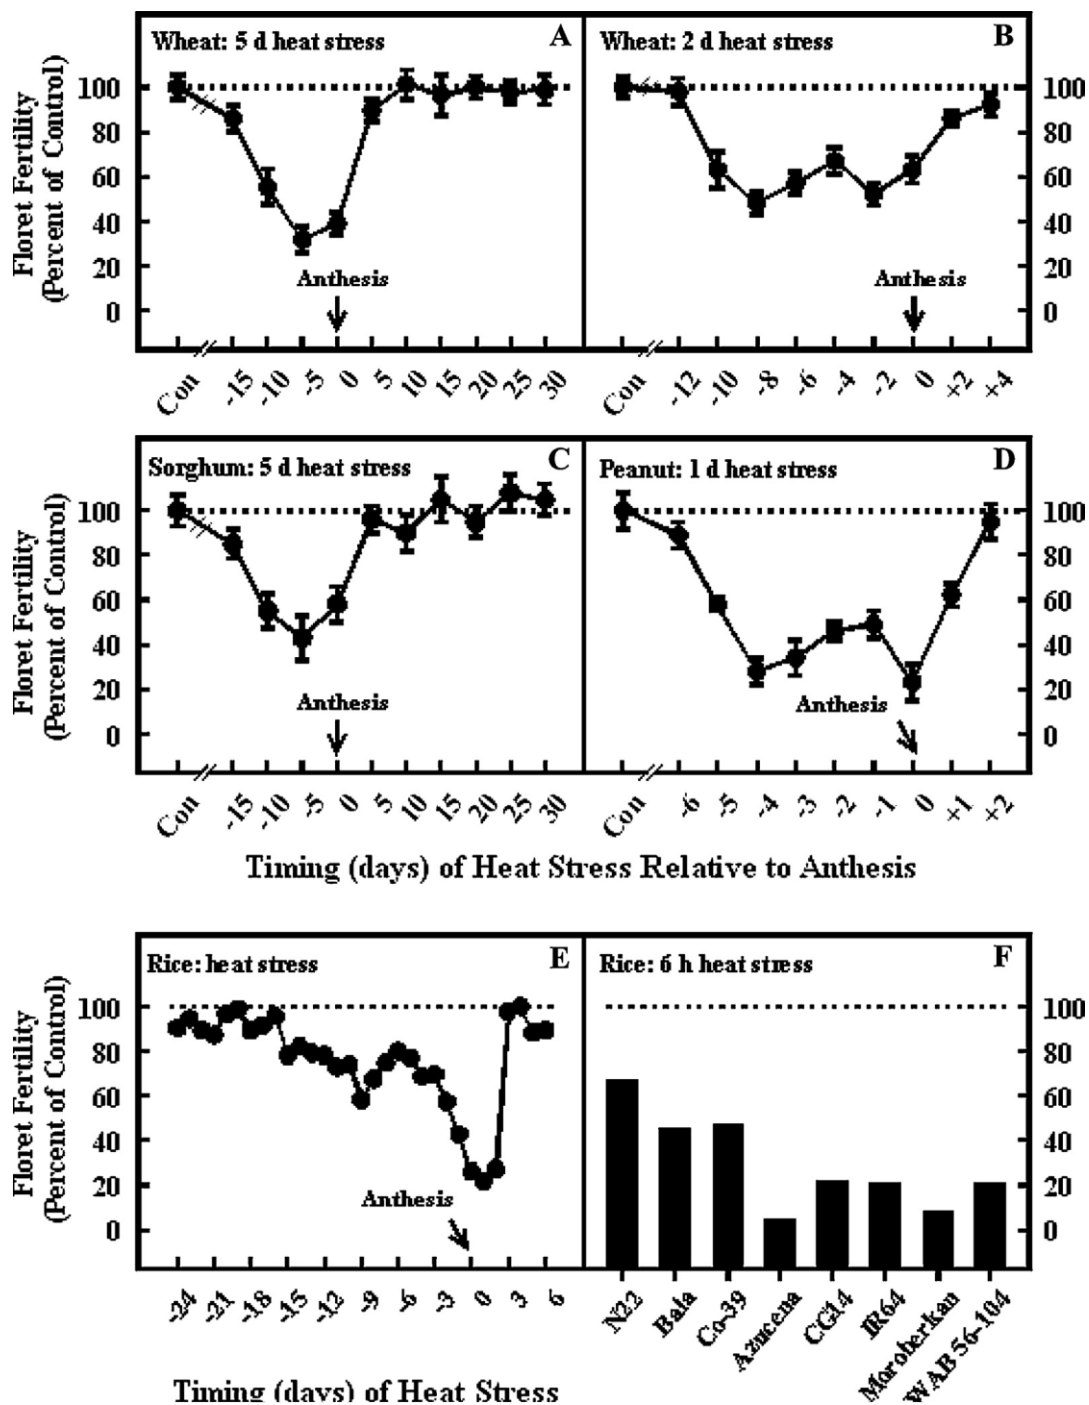 Wheat: 5 d heat stress A
Wheat: 2 d heat stress B
Floret Fertility
(Percent of Control)
100
80
60
40
20
0
Anthesis
Anthesis
100
80
60
40
20
0
Con -15 -10 -5 0 5 10 15 20 25 30
Con -12 -10 -8 -6 -4 -2 0 +2 +4
Sorghum: 5 d heat stress C
Peanut: 1 d heat stress D
Floret Fertility
(Percent of Control)
100
80
60
40
20
0
Anthesis
Anthesis
100
80
60
40
20
0
Con -15 -10 -5 0 5 10 15 20 25 30
Con -6 -5 -4 -3 -2 -1 0 +1 +2
Timing (days) of Heat Stress Relative to Anthesis
Rice: heat stress E
Rice: 6 h heat stress F
Floret Fertility
(Percent of Control)
100
80
60
40
20
0
Anthesis
100
80
60
40
20
0
-24 -21 -18 -15 -12 -9 -6 -3 0 3 6
N22 Bala Co-39 Azucena CG14 IR64 Moroberkan WAB 56-104
Timing (days) of Heat Stress